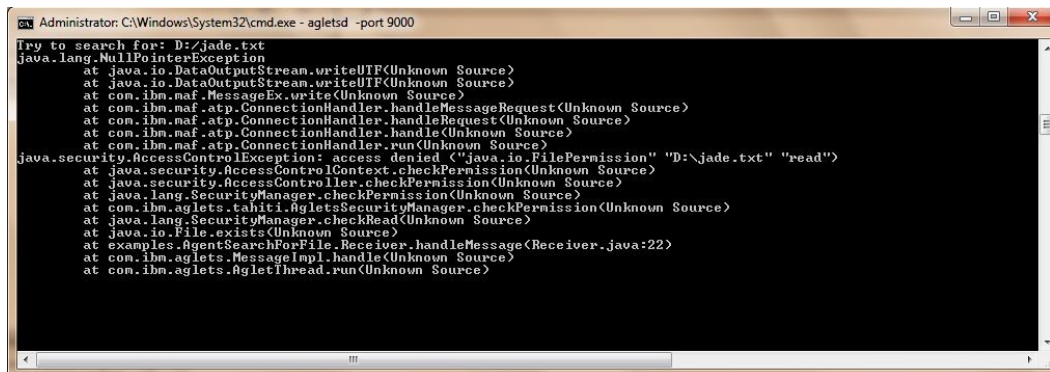 Administrator: C:\Windows\System32\cmd.exe - agletsd -port 9000
Try to search for: D:/jade.txt
java.lang.NullPointerException
at java.io.DataOutputStream.writeUTF(Unknown Source)
at java.io.DataOutputStream.writeUTF(Unknown Source)
at com.ibm.maf.MessageEx.write(Unknown Source)
at com.ibm.maf.atp.ConnectionHandler.handleMessageRequest(Unknown Source)
at com.ibm.maf.atp.ConnectionHandler.handleRequest(Unknown Source)
at com.ibm.maf.atp.ConnectionHandler.handle(Unknown Source)
at com.ibm.maf.atp.ConnectionHandler.run(Unknown Source)
java.security.AccessControlException: access denied ("java.io.FilePermission" "D:\jade.txt" "read")
at java.security.AccessControlContext.checkPermission(Unknown Source)
at java.security.AccessController.checkPermission(Unknown Source)
at java.lang.SecurityManager.checkPermission(Unknown Source)
at com.ibm.aglets.tahiti.AgletsSecurityManager.checkPermission(Unknown Source)
at java.lang.SecurityManager.checkRead(Unknown Source)
at java.io.File.exists(Unknown Source)
at examples.AgentSearchForFile.Receiver.handleMessage(Receiver.java:22)
at com.ibm.aglets.MessageImpl.handle(Unknown Source)
at com.ibm.aglets.AgletThread.run(Unknown Source)